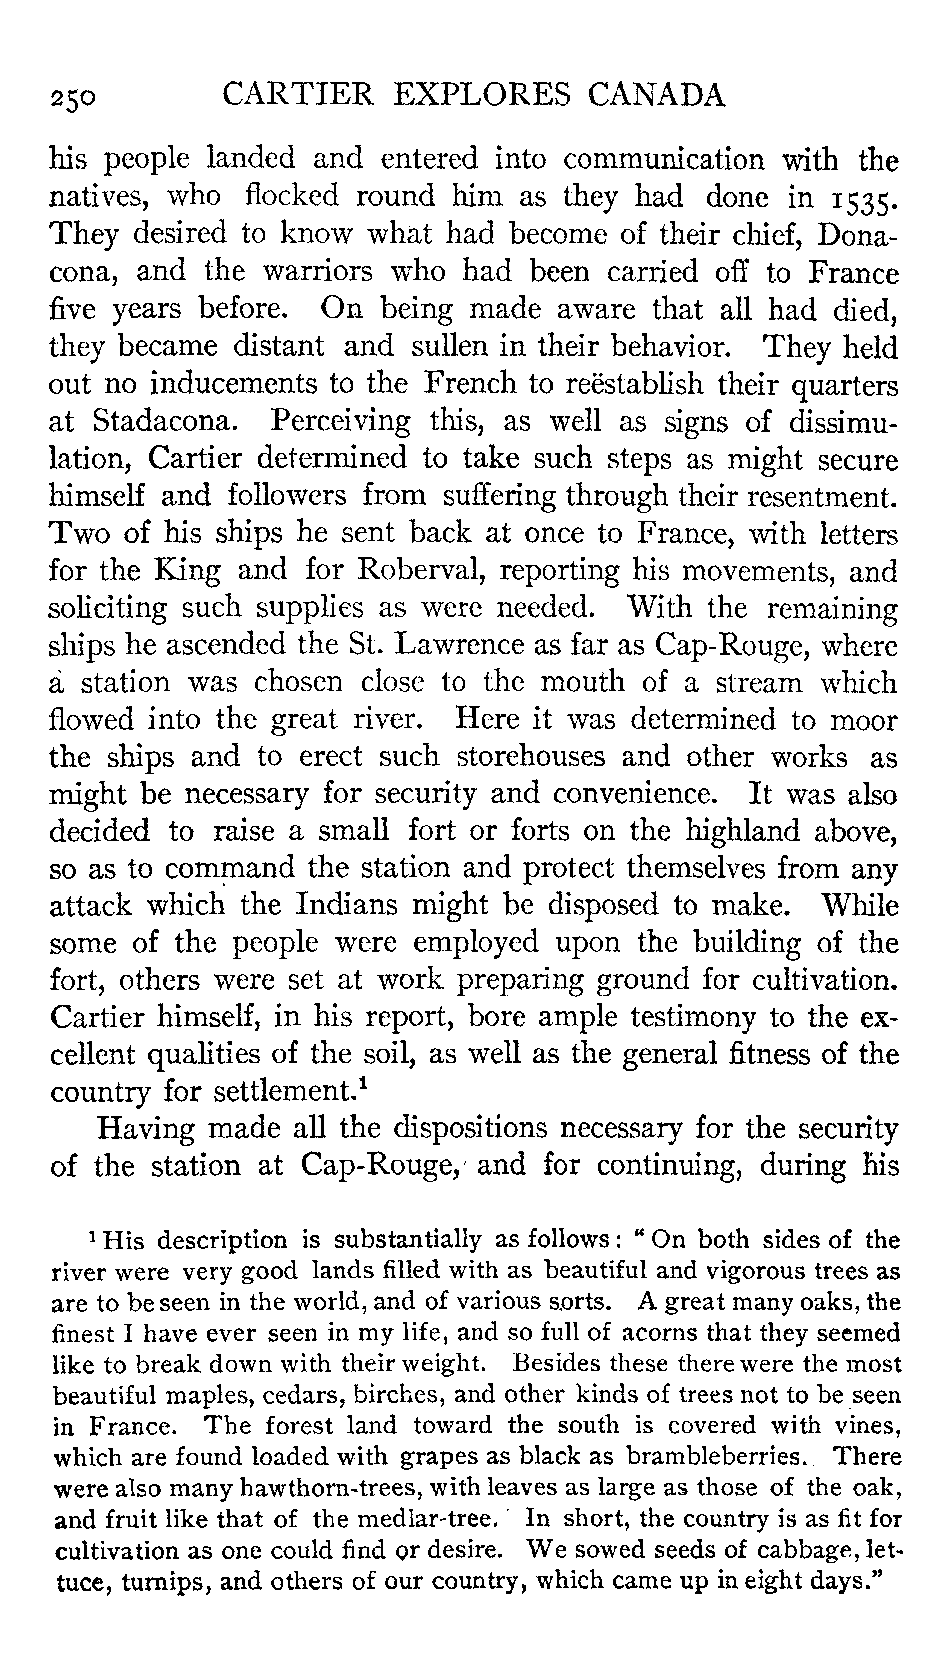 250 CARTIER EXPLORES CANADA
his people landed and entered into communication with the
natives, who flocked round him as they had done in 1535.
They desired to know what had become of their chief, Dona-
cona, and the warriors who had been carried off to France
five years before. On being made aware that all had died,
they became distant and sullen in their behavior. They held
out no inducements to the French to reëstablish their quarters
at Stadacona. Perceiving this, as well as signs of dissimu-
lation, Cartier determined to take such steps as might secure
himself and followers from suffering through their resentment.
Two of his ships he sent back at once to France, with letters
for the King and for Roberval, reporting his movements, and
soliciting such supplies as were needed. With the remaining
ships he ascended the St. Lawrence as far as Cap-Rouge, where
a station was chosen close to the mouth of a stream which
flowed into the great river. Here it was determined to moor
the ships and to erect such storehouses and other works as
might be necessary for security and convenience. It was also
decided to raise a small fort or forts on the highland above,
so as to command the station and protect themselves from any
attack which the Indians might be disposed to make. While
some of the people were employed upon the building of the
fort, others were set at work preparing ground for cultivation.
Cartier himself, in his report, bore ample testimony to the ex-
cellent qualities of the soil, as well as the general fitness of the
country for settlement.¹
Having made all the dispositions necessary for the security
of the station at Cap-Rouge, and for continuing, during his
¹ His description is substantially as follows: "On both sides of the
river were very good lands filled with as beautiful and vigorous trees as
are to be seen in the world, and of various sorts. A great many oaks, the
finest I have ever seen in my life, and so full of acorns that they seemed
like to break down with their weight. Besides these there were the most
beautiful maples, cedars, birches, and other kinds of trees not to be seen
in France. The forest land toward the south is covered with vines,
which are found loaded with grapes as black as brambleberries. There
were also many hawthorn-trees, with leaves as large as those of the oak,
and fruit like that of the medlar-tree. In short, the country is as fit for
cultivation as one could find or desire. We sowed seeds of cabbage, let-
tuce, turnips, and others of our country, which came up in eight days."